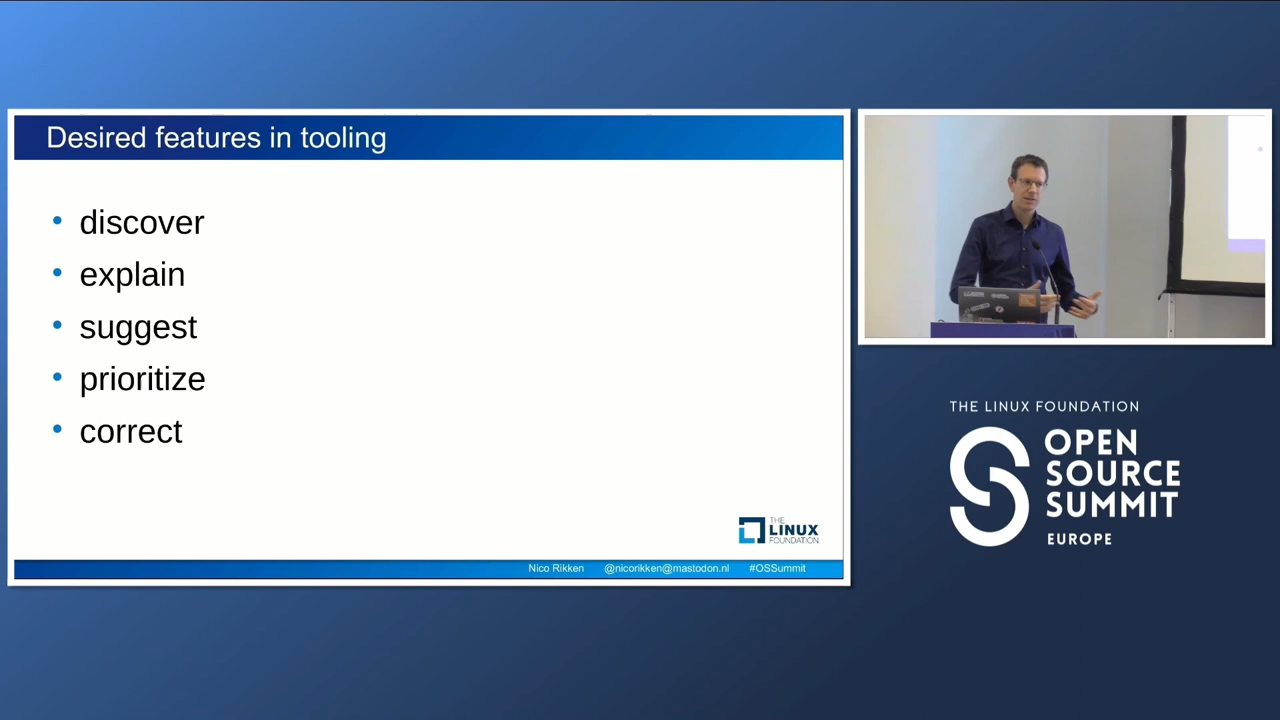 Desired features in tooling
discover
explain
suggest
prioritize
correct
THE
LINUX
FOUNDATION
Nico Rikken @nicorikken@mastodon.nl #OSSummit
THE LINUX FOUNDATION
OPEN
SOURCE
SUMMIT
EUROPE